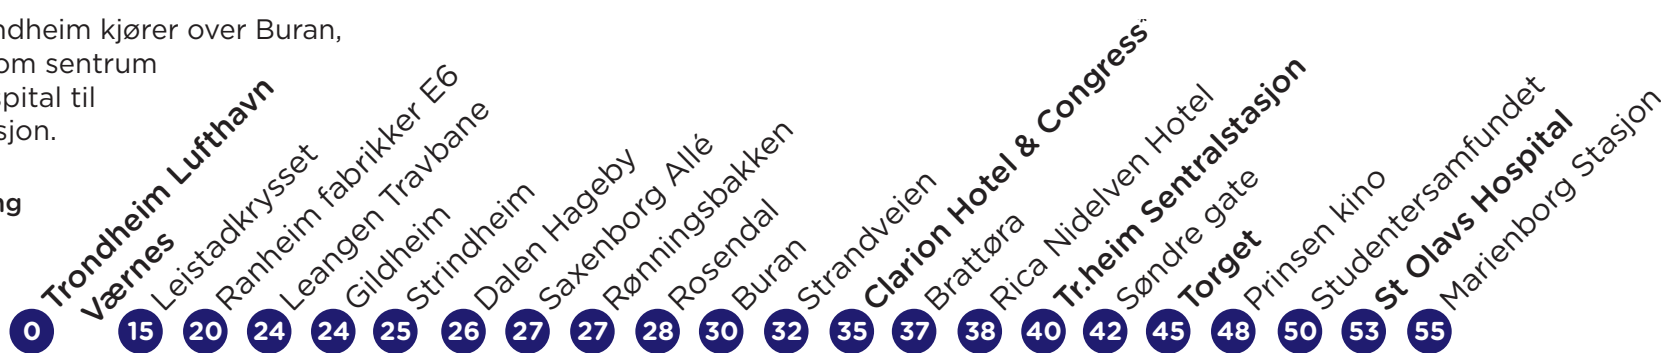 ndheim kjører over Buran,
om sentrum
spital til
sjon.
ng
Trondheim Lufthavn
Værnes
Leistadkrysset
Ranheim fabrikker E6
Leangen Travbane
Gildheim
Strindheim
Dalen Hageby
Saxenborg Allé
Rønningsbakken
Rosendal
Buran
Strandveien
Clarion Hotel & Congress
Brattøra
Rica Nidelven Hotel
Tr.heim Sentralstasjon
Søndre gate
Torget
Prinsen kino
Studentersamfundet
St Olavs Hospital
Marienborg Stasjon
0 15 20 24 24 25 26 27 27 28 30 32 35 37 38 40 42 45 48 50 53 55